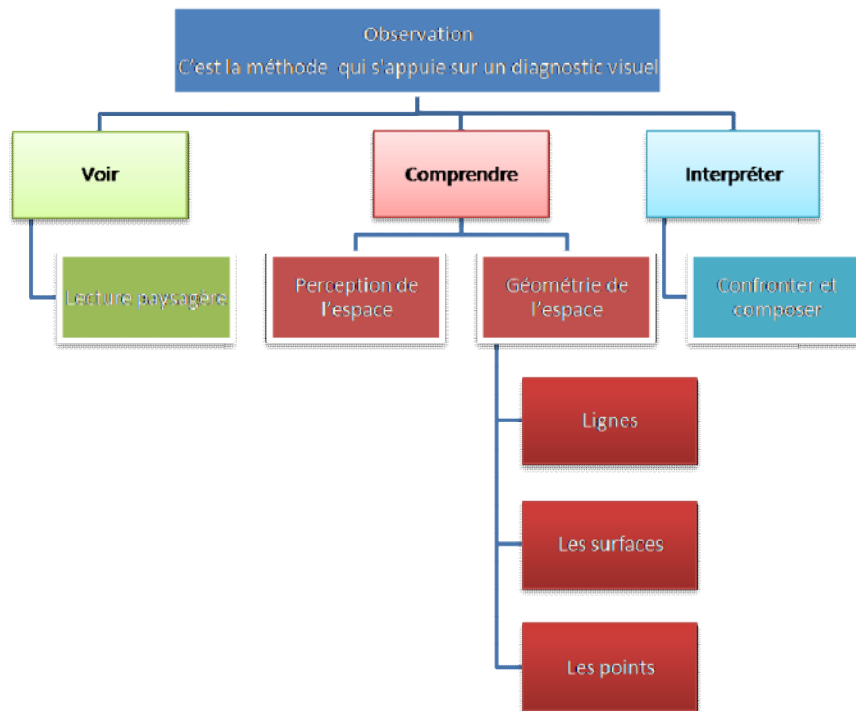 Observation
C'est la méthode qui s'appuie sur un diagnostic visuel
Voir
Comprendre
Interpréter
Lecture paysagère
Perception de
l'espace
Géométrie de
l'espace
Confronter et
composer
Lignes
Les surfaces
Les points